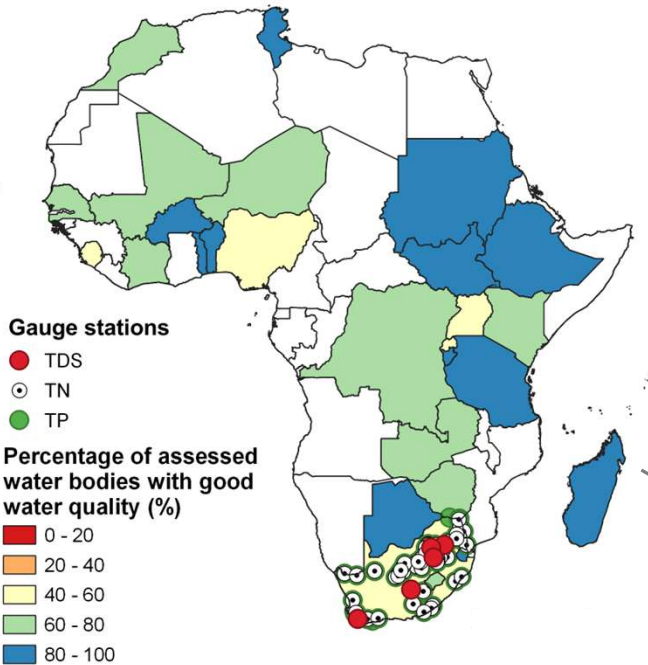 Gauge stations
TDS
TN
TP
Percentage of assessed
water bodies with good
water quality (%)
0 - 20
20 - 40
40 - 60
60 - 80
80 - 100